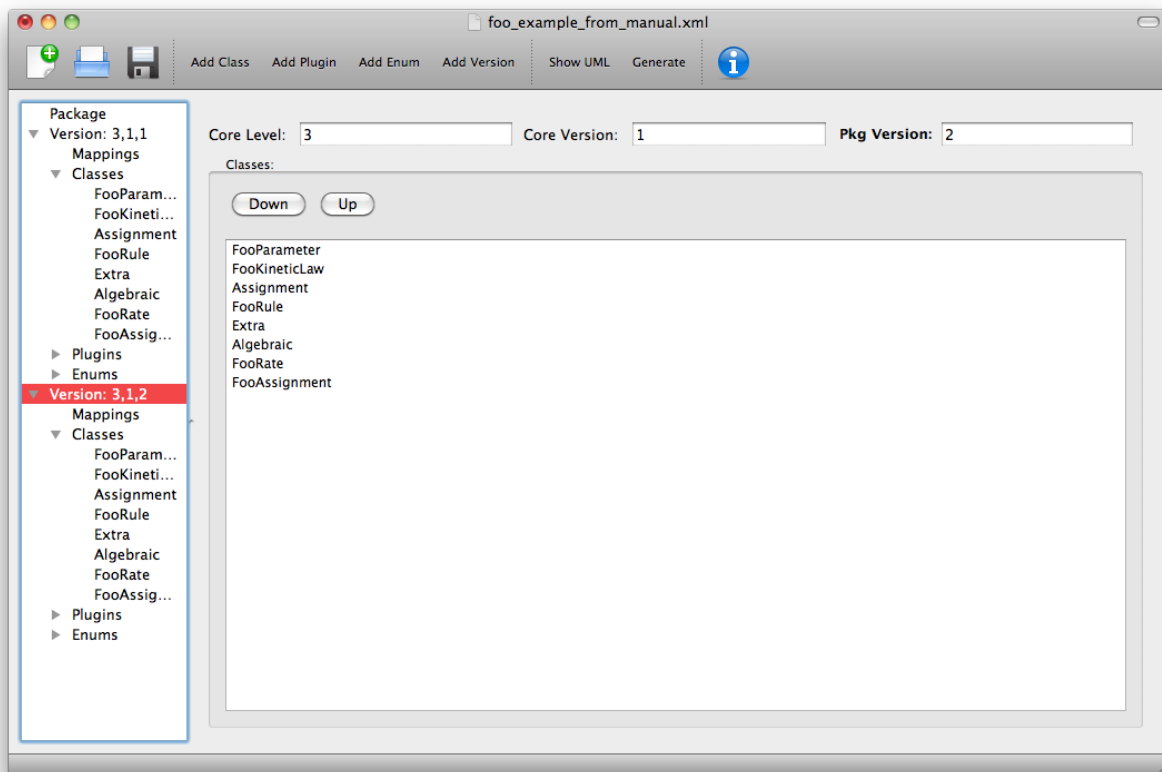 foo_example_from_manual.xml
Add Class Add Plugin Add Enum Add Version Show UML Generate
Package
Version: 3,1,1
Mappings
Classes
FooParam...
FooKineti...
Assignment
FooRule
Extra
Algebraic
FooRate
FooAssig...
Plugins
Enums
Version: 3,1,2
Mappings
Classes
FooParam...
FooKineti...
Assignment
FooRule
Extra
Algebraic
FooRate
FooAssig...
Plugins
Enums
Core Level: 3 Core Version: 1 Pkg Version: 2
Classes:
Down Up
FooParameter
FooKineticLaw
Assignment
FooRule
Extra
Algebraic
FooRate
FooAssignment